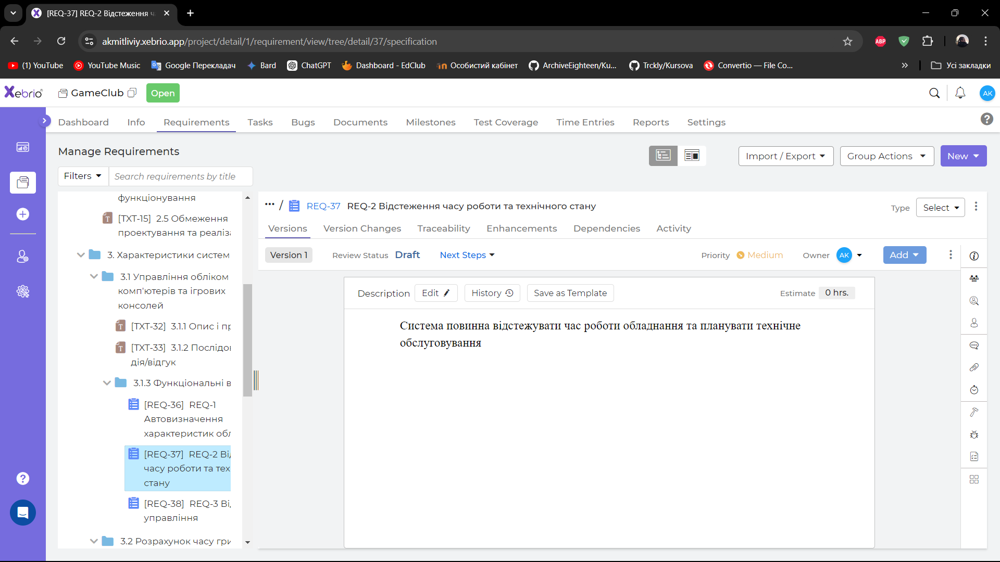 [REQ-37] REQ-2 Відстеження ч
akmitliviy.xebrio.app/project/detail/1/requirement/view/tree/detail/37/specification
ABP
(1) YouTube
YouTube Music
Google Перекладач
Bard
ChatGPT
Dashboard - EdClub
Особистий кабінет
ArchiveEighteen/Ku...
Trckly/Kursova
Convertio — File Co...
Усі закладки
Xebrio
GameClub
Open
AK
Dashboard
Info
Requirements
Tasks
Bugs
Documents
Milestones
Test Coverage
Time Entries
Reports
Settings
Manage Requirements
Import / Export
Group Actions
New
Filters
Search requirements by title
функціонування
[TXT-15] 2.5 Обмеження
проектування та реаліза
3. Характеристики систем
3.1 Управління обліком
комп'ютерів та ігрових
консолей
[TXT-32] 3.1.1 Опис і пр
[TXT-33] 3.1.2 Послідов
дія/відгук
3.1.3 Функціональні в
[REQ-36] REQ-1
Автовизначення
характеристик обл
[REQ-37] REQ-2 Від
часу роботи та тех
стану
[REQ-38] REQ-3 Від
управління
3.2 Розрахунок часу гри
... / REQ-37 REQ-2 Відстеження часу роботи та технічного стану
Type
Select
Versions
Version Changes
Traceability
Enhancements
Dependencies
Activity
Version 1
Review Status Draft
Next Steps
Priority Medium
Owner AK
Add
Description
Edit
History
Save as Template
Estimate 0 hrs.
Система повинна відстежувати час роботи обладнання та планувати технічне
обслуговування